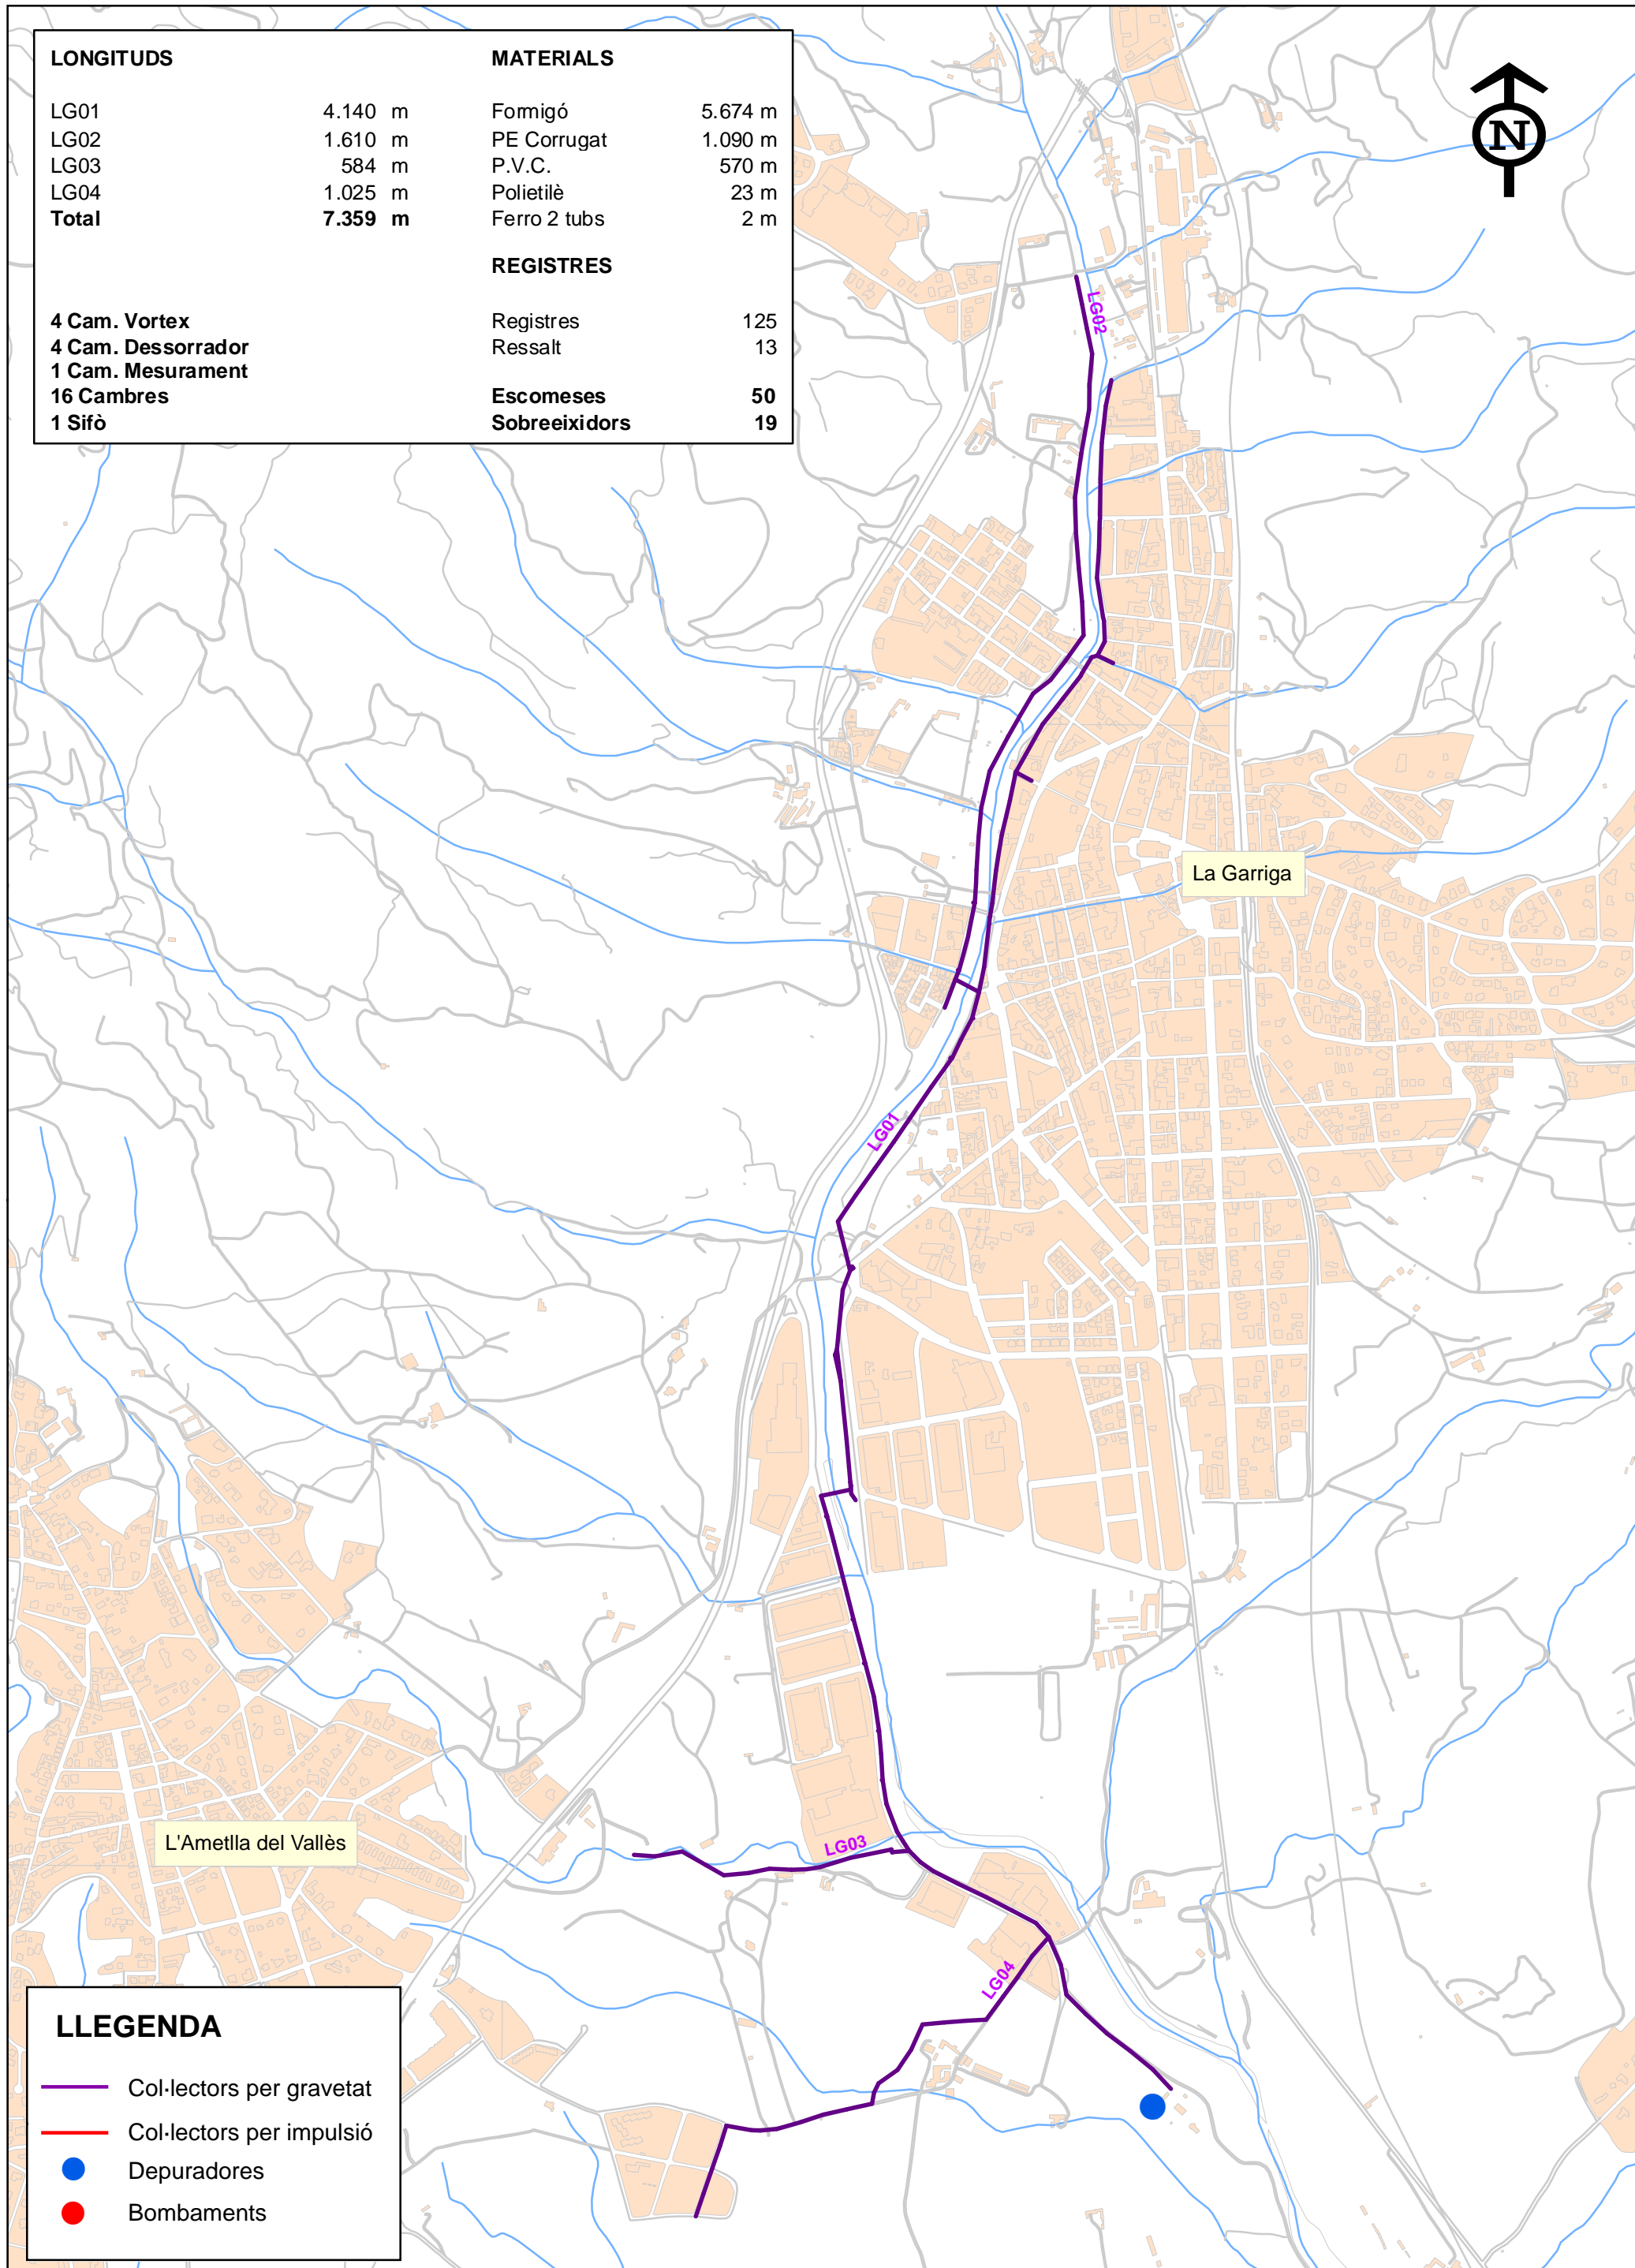 LONGITUDS MATERIALS
LG01 4.140 m Formigó 5.674 m
LG02 1.610 m PE Corrugat 1.090 m
LG03 584 m P.V.C. 570 m
LG04 1.025 m Polietilè 23 m
Total 7.359 m Ferro 2 tubs 2 m
REGISTRES
4 Cam. Vortex Registres 125
4 Cam. Dessorrador Ressalt 13
1 Cam. Mesurament
16 Cambres Escomeses 50
1 Sifò Sobreeixidors 19
N
LG02
La Garriga
LG01
L'Ametlla del Vallès
LG03
LG04
LLEGENDA
Col·lectors per gravetat
Col·lectors per impulsió
Depuradores
Bombaments